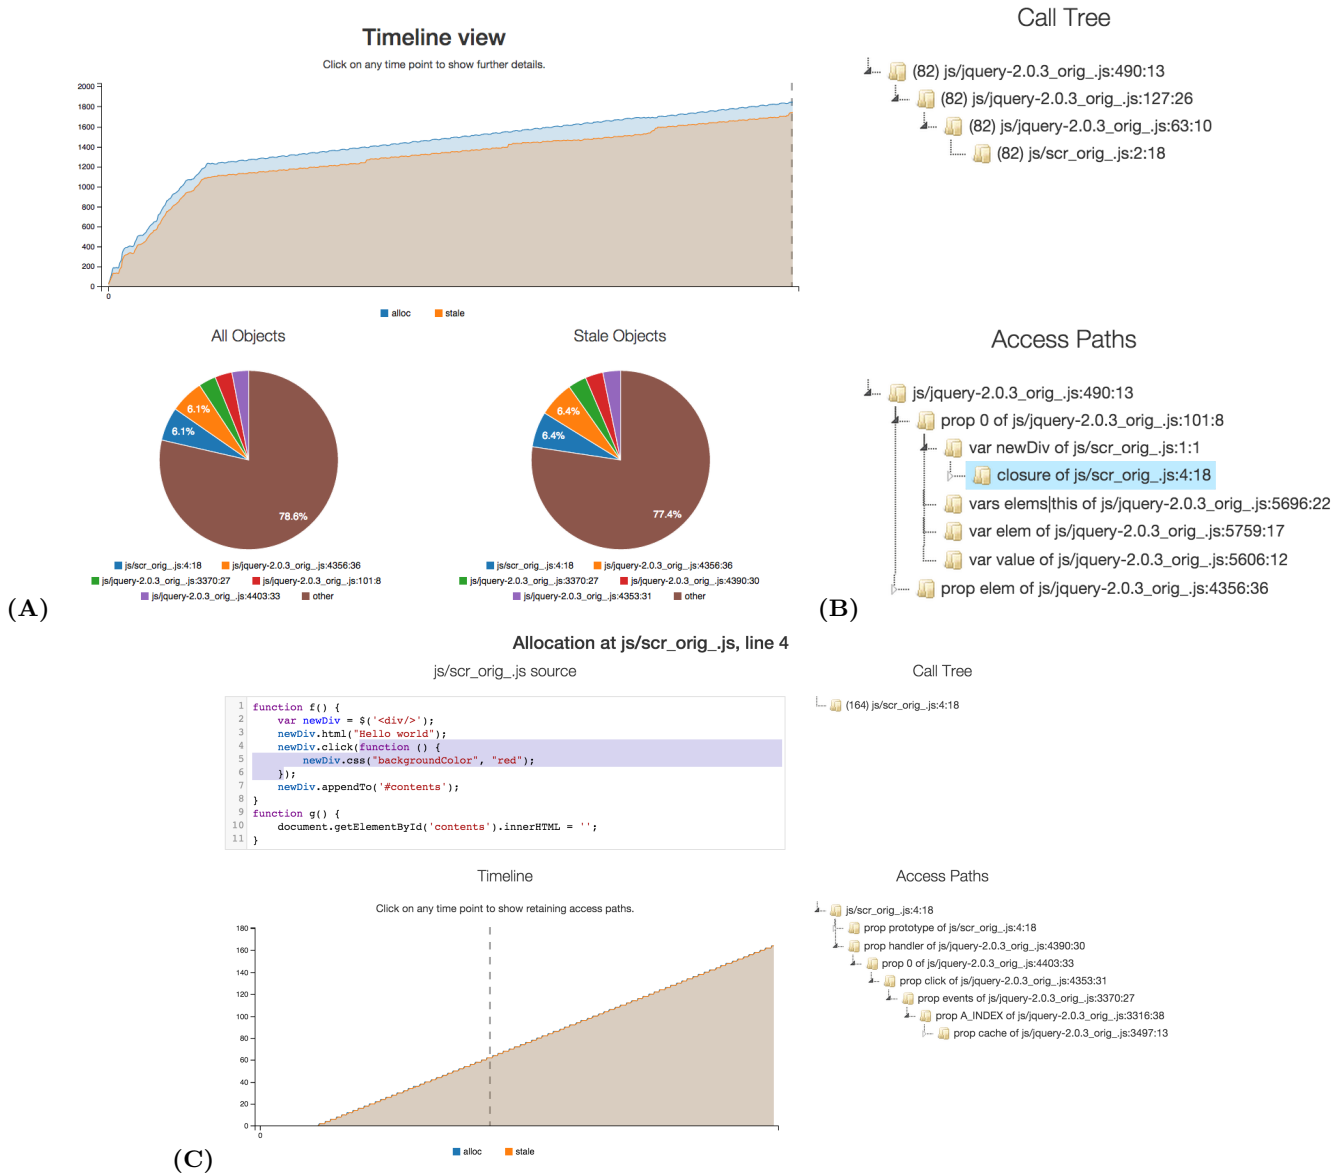 Timeline view
Click on any time point to show further details.
2000
1800
1600
1400
1200
1000
800
600
400
200
0
0
alloc stale
All Objects
6.1%
6.1%
78.6%
js/scr_orig_.js:4:18 js/jquery-2.0.3_orig_.js:4356:36
js/jquery-2.0.3_orig_.js:3370:27 js/jquery-2.0.3_orig_.js:101:8
js/jquery-2.0.3_orig_.js:4403:33 other
Stale Objects
6.4%
6.4%
77.4%
js/scr_orig_.js:4:18 js/jquery-2.0.3_orig_.js:4356:36
js/jquery-2.0.3_orig_.js:3370:27 js/jquery-2.0.3_orig_.js:4390:30
js/jquery-2.0.3_orig_.js:4353:31 other
(A)
Call Tree
(82) js/jquery-2.0.3_orig_.js:490:13
(82) js/jquery-2.0.3_orig_.js:127:26
(82) js/jquery-2.0.3_orig_.js:63:10
(82) js/scr_orig_.js:2:18
Access Paths
js/jquery-2.0.3_orig_.js:490:13
prop 0 of js/jquery-2.0.3_orig_.js:101:8
var newDiv of js/scr_orig_.js:1:1
closure of js/scr_orig_.js:4:18
vars elems|this of js/jquery-2.0.3_orig_.js:5696:22
var elem of js/jquery-2.0.3_orig_.js:5759:17
var value of js/jquery-2.0.3_orig_.js:5606:12
prop elem of js/jquery-2.0.3_orig_.js:4356:36
(B)
Allocation at js/scr_orig_.js, line 4
js/scr_orig_.js source
1 function f() {
2 var newDiv = $('<div/>');
3 newDiv.html("Hello world");
4 newDiv.click(function () {
5 newDiv.css("backgroundColor", "red");
6 });
7 newDiv.appendTo('#contents');
8 }
9 function g() {
10 document.getElementById('contents').innerHTML = '';
11 }
Call Tree
(164) js/scr_orig_.js:4:18
Timeline
Click on any time point to show retaining access paths.
180
160
140
120
100
80
60
40
20
0
0
alloc stale
Access Paths
js/scr_orig_.js:4:18
prop prototype of js/scr_orig_.js:4:18
prop handler of js/jquery-2.0.3_orig_.js:4390:30
prop 0 of js/jquery-2.0.3_orig_.js:4403:33
prop click of js/jquery-2.0.3_orig_.js:4353:31
prop events of js/jquery-2.0.3_orig_.js:3370:27
prop A_INDEX of js/jquery-2.0.3_orig_.js:3316:38
prop cache of js/jquery-2.0.3_orig_.js:3497:13
(C)